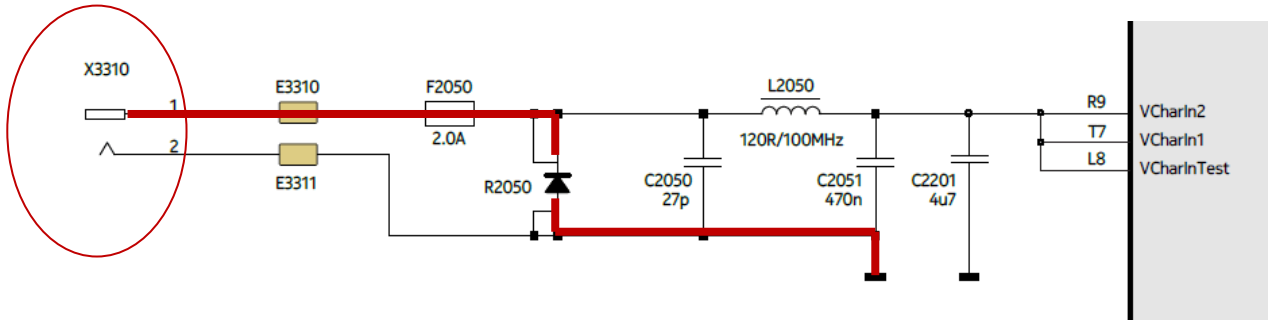 X3310
1
2
E3310
E3311
F2050
2.0A
R2050
C2050
27p
L2050
120R/100MHz
C2051
470n
C2201
4u7
R9
T7
L8
VCharIn2
VCharIn1
VCharInTest